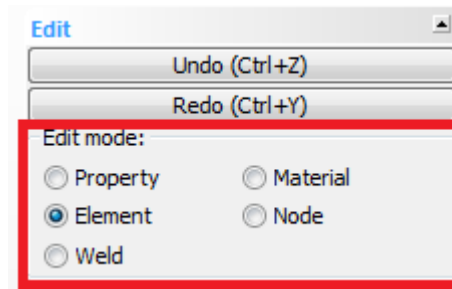 Edit
Undo (Ctrl+Z)
Redo (Ctrl+Y)
Edit mode:
Property Material
Element Node
Weld